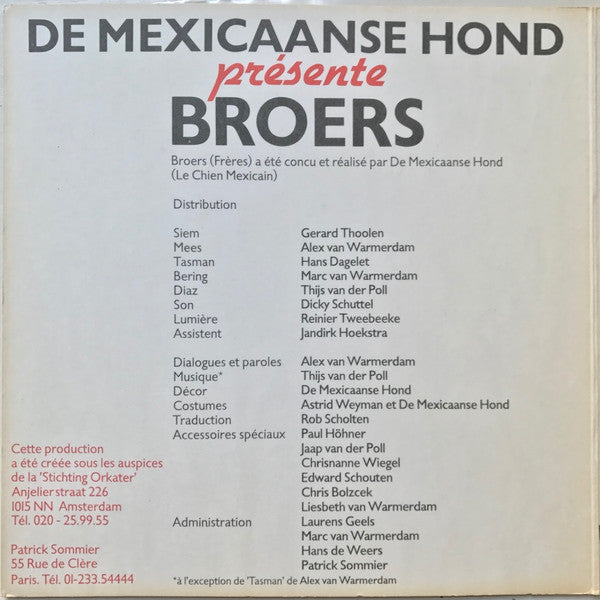 DE MEXICAANSE HOND
présente
BROERS
Broers (Frères) a été concu et réalisé par De Mexicaanse Hond
(Le Chien Mexicain)
Distribution
Siem Gerard Thoolen
Mees Alex van Warmerdam
Tasman Hans Dagelet
Bering Marc van Warmerdam
Diaz Thijs van der Poll
Son Dicky Schuttel
Lumière Reinier Tweebeeke
Assistent Jandirk Hoekstra
Dialogues et paroles Alex van Warmerdam
Musique* Thijs van der Poll
Décor De Mexicaanse Hond
Costumes Astrid Weyman et De Mexicaanse Hond
Traduction Rob Scholten
Accessoires spéciaux Paul Höhner
Jaap van der Poll
Chrisnanne Wiegel
Edward Schouten
Chris Bolzcek
Liesbeth van Warmerdam
Administration Laurens Geels
Marc van Warmerdam
Hans de Weers
Patrick Sommier
*à l'exception de 'Tasman' de Alex van Warmerdam
Cette production
a été créée sous les auspices
de la 'Stichting Orkater'
Anjelierstraat 226
1015 NN Amsterdam
Tél. 020 - 25.99.55
Patrick Sommier
55 Rue de Clère
Paris. Tél. 01-233.54444